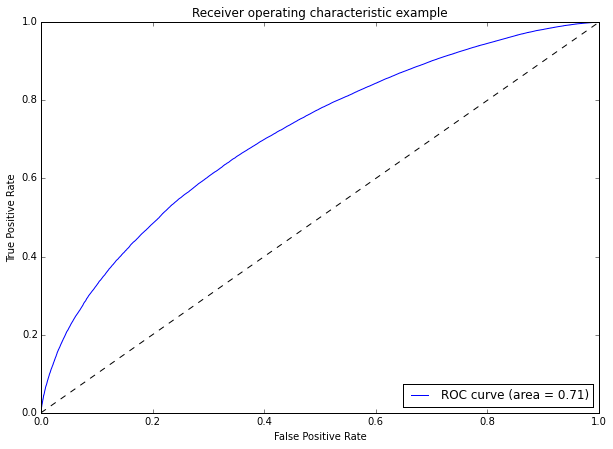 Receiver operating characteristic example
1.0
0.8
0.6
0.4
0.2
0.0
True Positive Rate
ROC curve (area = 0.71)
0.0 0.2 0.4 0.6 0.8 1.0
False Positive Rate